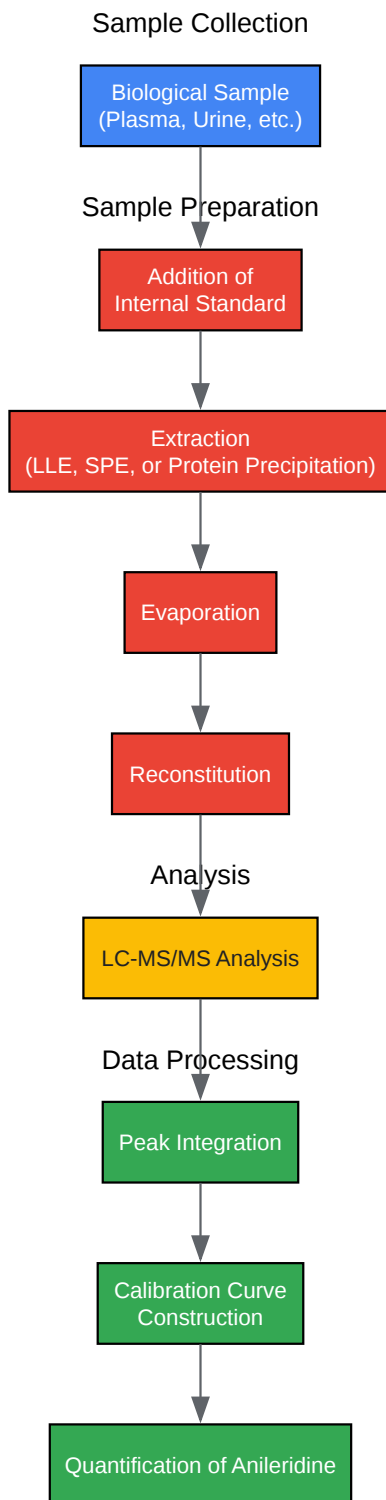 Sample Collection
Biological Sample
(Plasma, Urine, etc.)
Sample Preparation
Addition of
Internal Standard
Extraction
(LLE, SPE, or Protein Precipitation)
Evaporation
Reconstitution
Analysis
LC-MS/MS Analysis
Data Processing
Peak Integration
Calibration Curve
Construction
Quantification of Anileridine